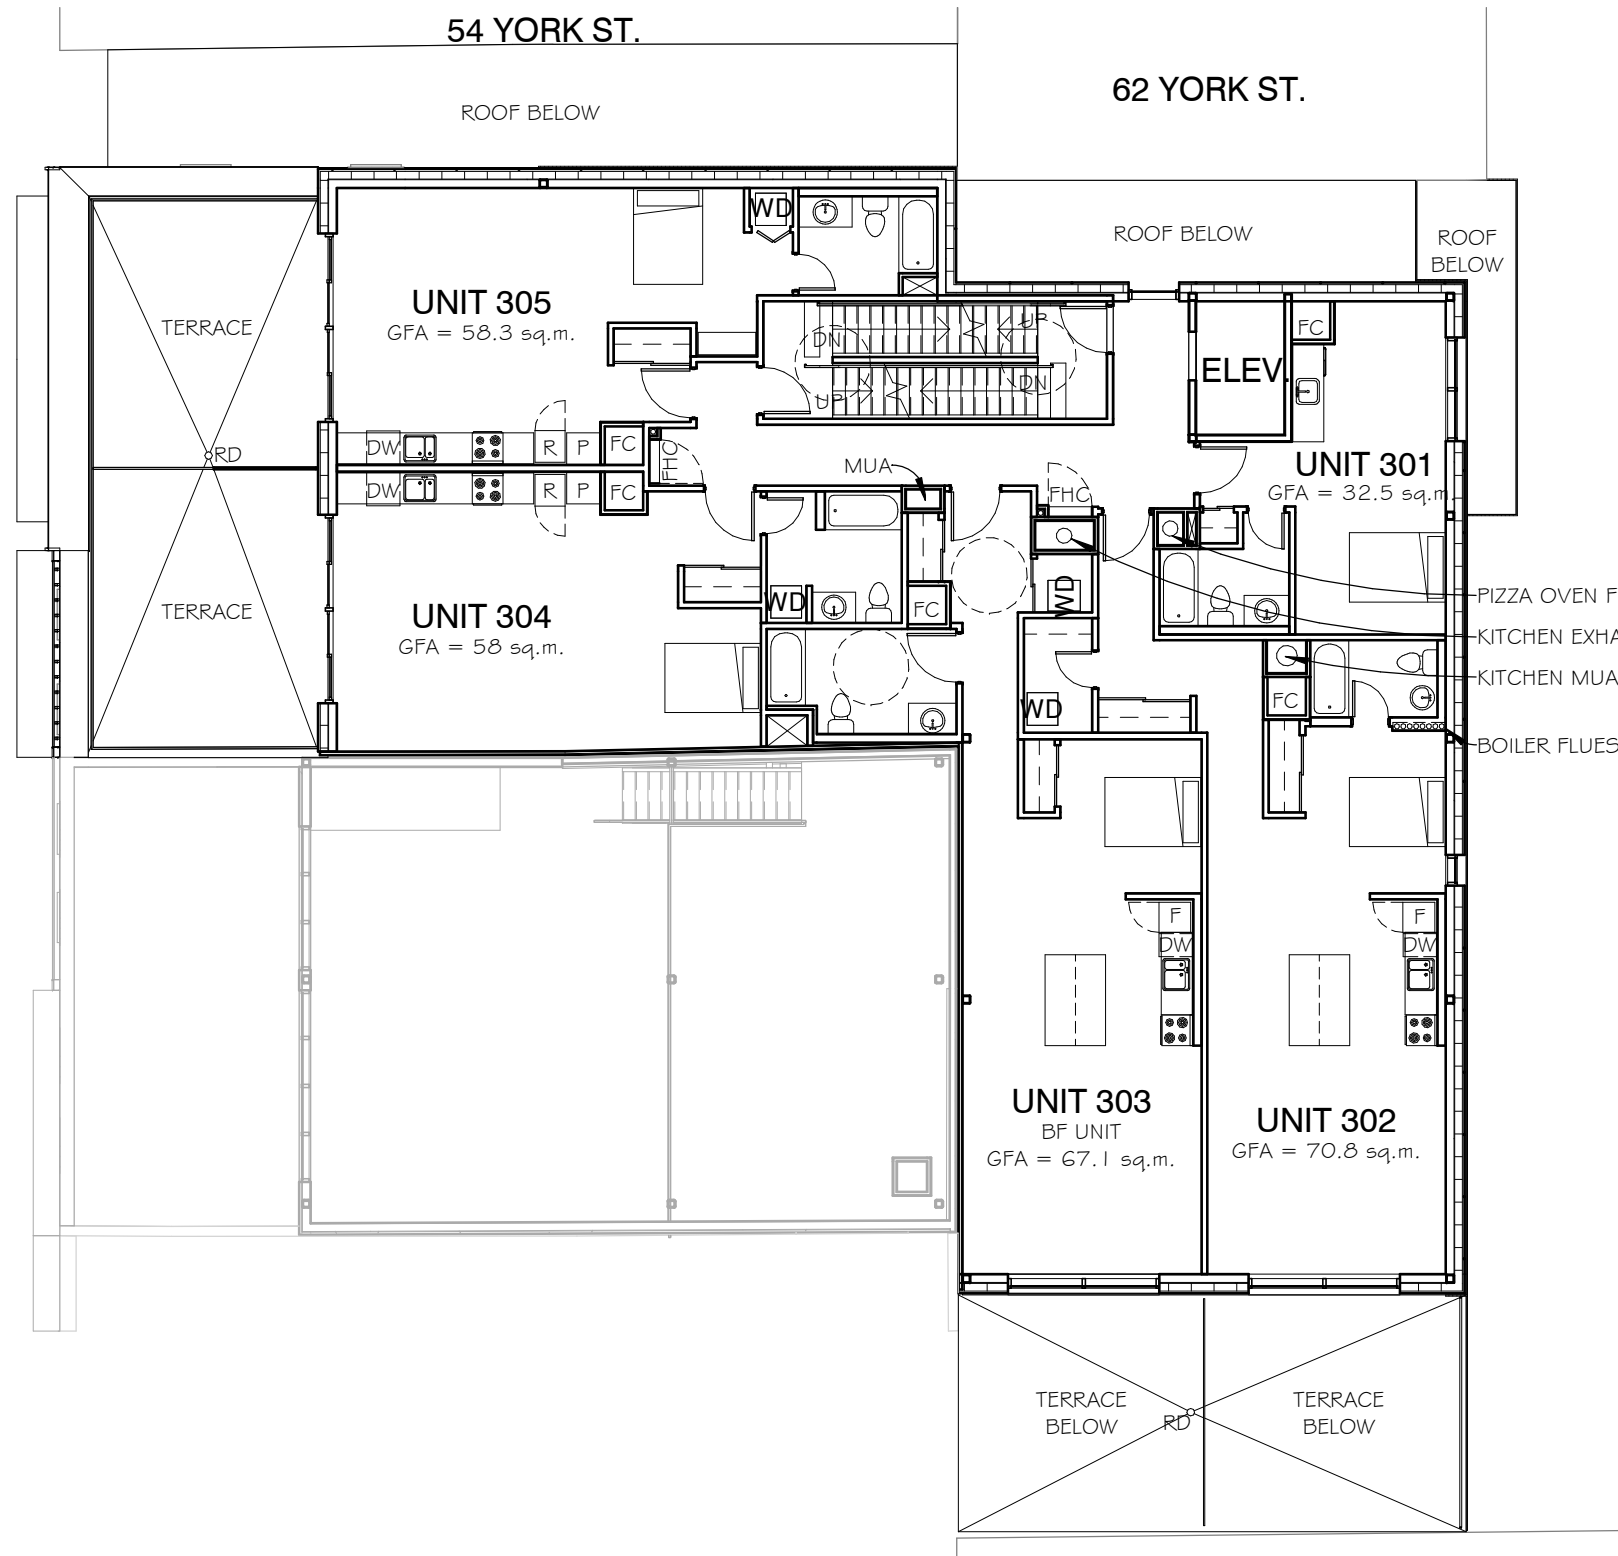 54 YORK ST.
62 YORK ST.
ROOF BELOW
ROOF BELOW
ROOF
BELOW
WD
UNIT 305
GFA = 58.3 sq.m.
TERRACE
DN
UP
UP
DN
ELEV.
FC
RD
DW
R
P
FC
FHC
MUA
UNIT 301
GFA = 32.5 sq.m.
DW
R
P
FC
FHC
TERRACE
UNIT 304
GFA = 58 sq.m.
WD
FC
WD
PIZZA OVEN F
KITCHEN EXHA
KITCHEN MUA
WD
FC
BOILER FLUES
F
DW
F
DW
UNIT 303
BF UNIT
GFA = 67.1 sq.m.
UNIT 302
GFA = 70.8 sq.m.
TERRACE
BELOW
RD
TERRACE
BELOW